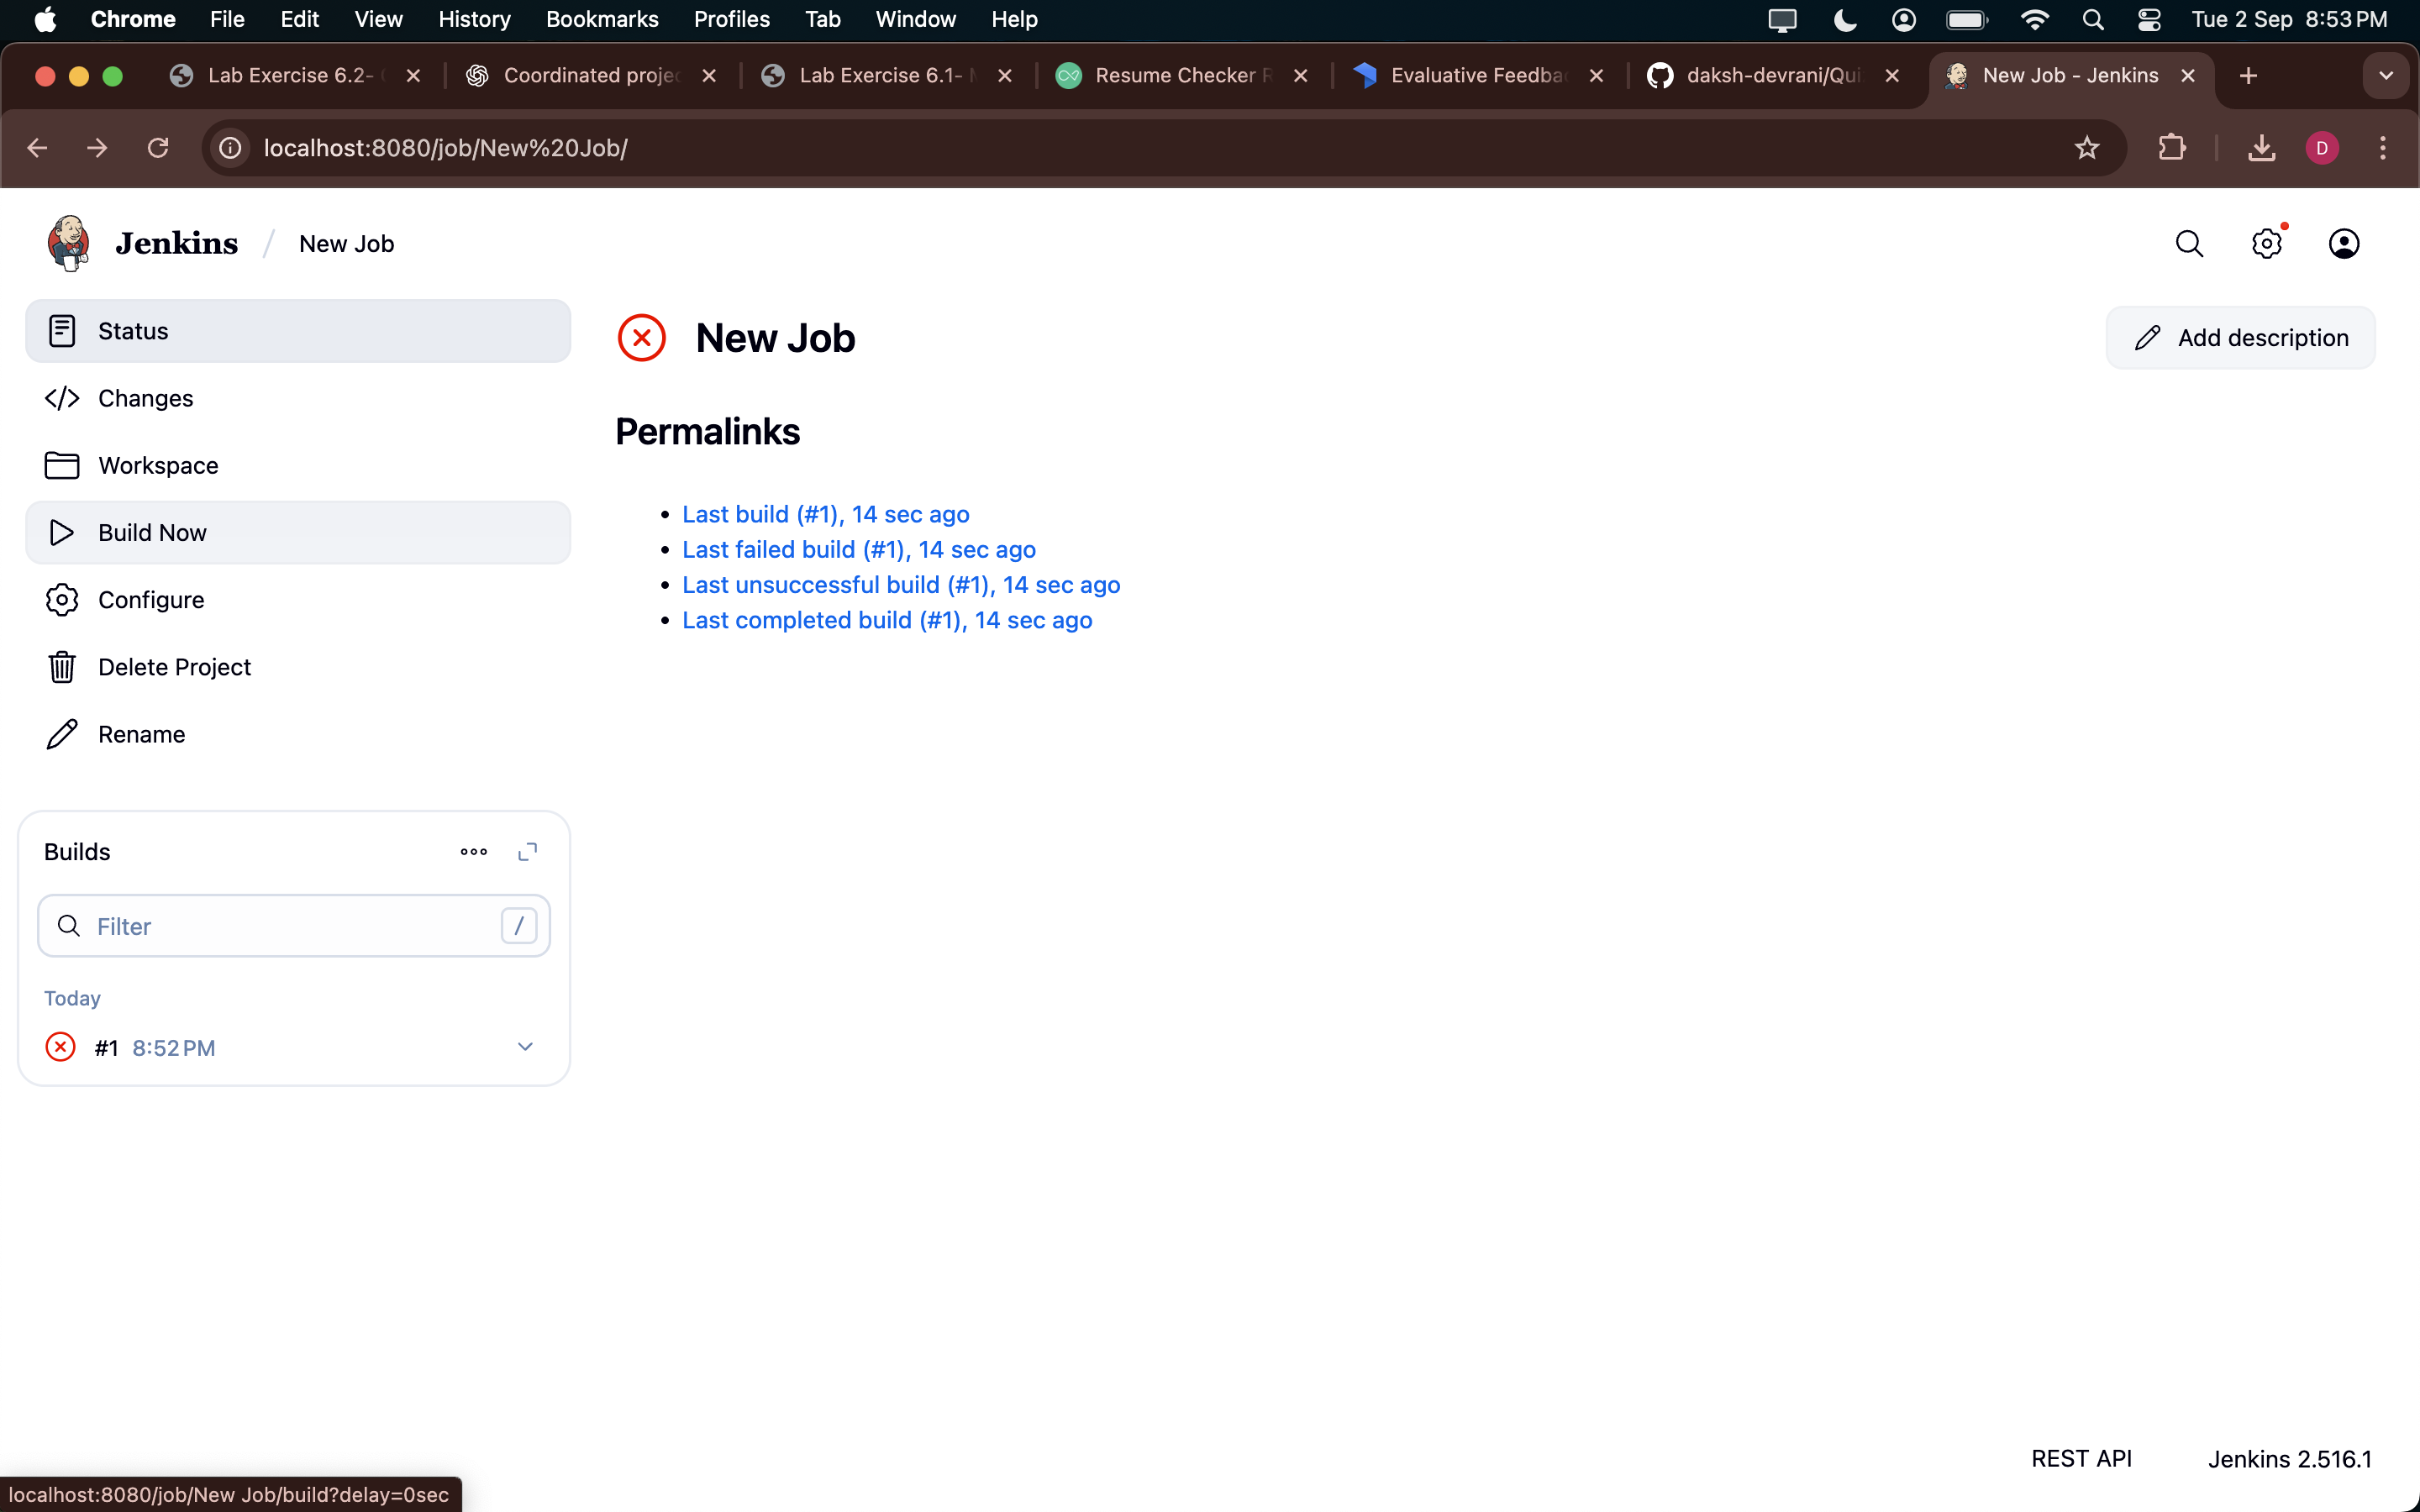 Chrome File Edit View History Bookmarks Profiles Tab Window Help Tue 2 Sep 8:53 PM
Lab Exercise 6.2- Coordinated proje Lab Exercise 6.1- Resume Checker Evaluative Feedba daksh-devrani/Qui New Job - Jenkins
localhost:8080/job/New%20Job/ D
Jenkins / New Job
Status
Changes
Workspace
Build Now
Configure
Delete Project
Rename
New Job
Add description
Permalinks
• Last build (#1), 14 sec ago
• Last failed build (#1), 14 sec ago
• Last unsuccessful build (#1), 14 sec ago
• Last completed build (#1), 14 sec ago
Builds
Filter /
Today
#1 8:52 PM
REST API Jenkins 2.516.1
localhost:8080/job/New Job/build?delay=0sec